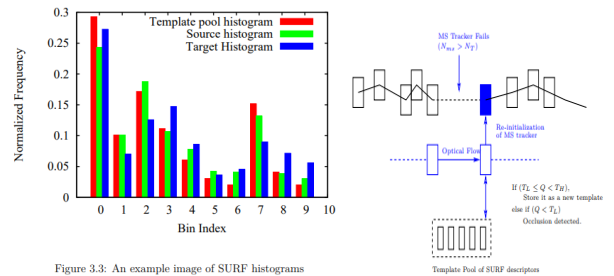 Template pool histogram
Source histogram
Target Histogram
Normalized Frequency
0.3
0.25
0.2
0.15
0.1
0.05
0
0 1 2 3 4 5 6 7 8 9 10
Bin Index
Figure 3.3: An example image of SURF histograms
MS Tracker Fails
(N_ms > N_T)
Re-initialization
of MS tracker
Optical Flow
If (T_L ≤ Q < T_H),
Store it as a new template
else if (Q < T_L)
Occlusion detected.
Template Pool of SURF descriptors